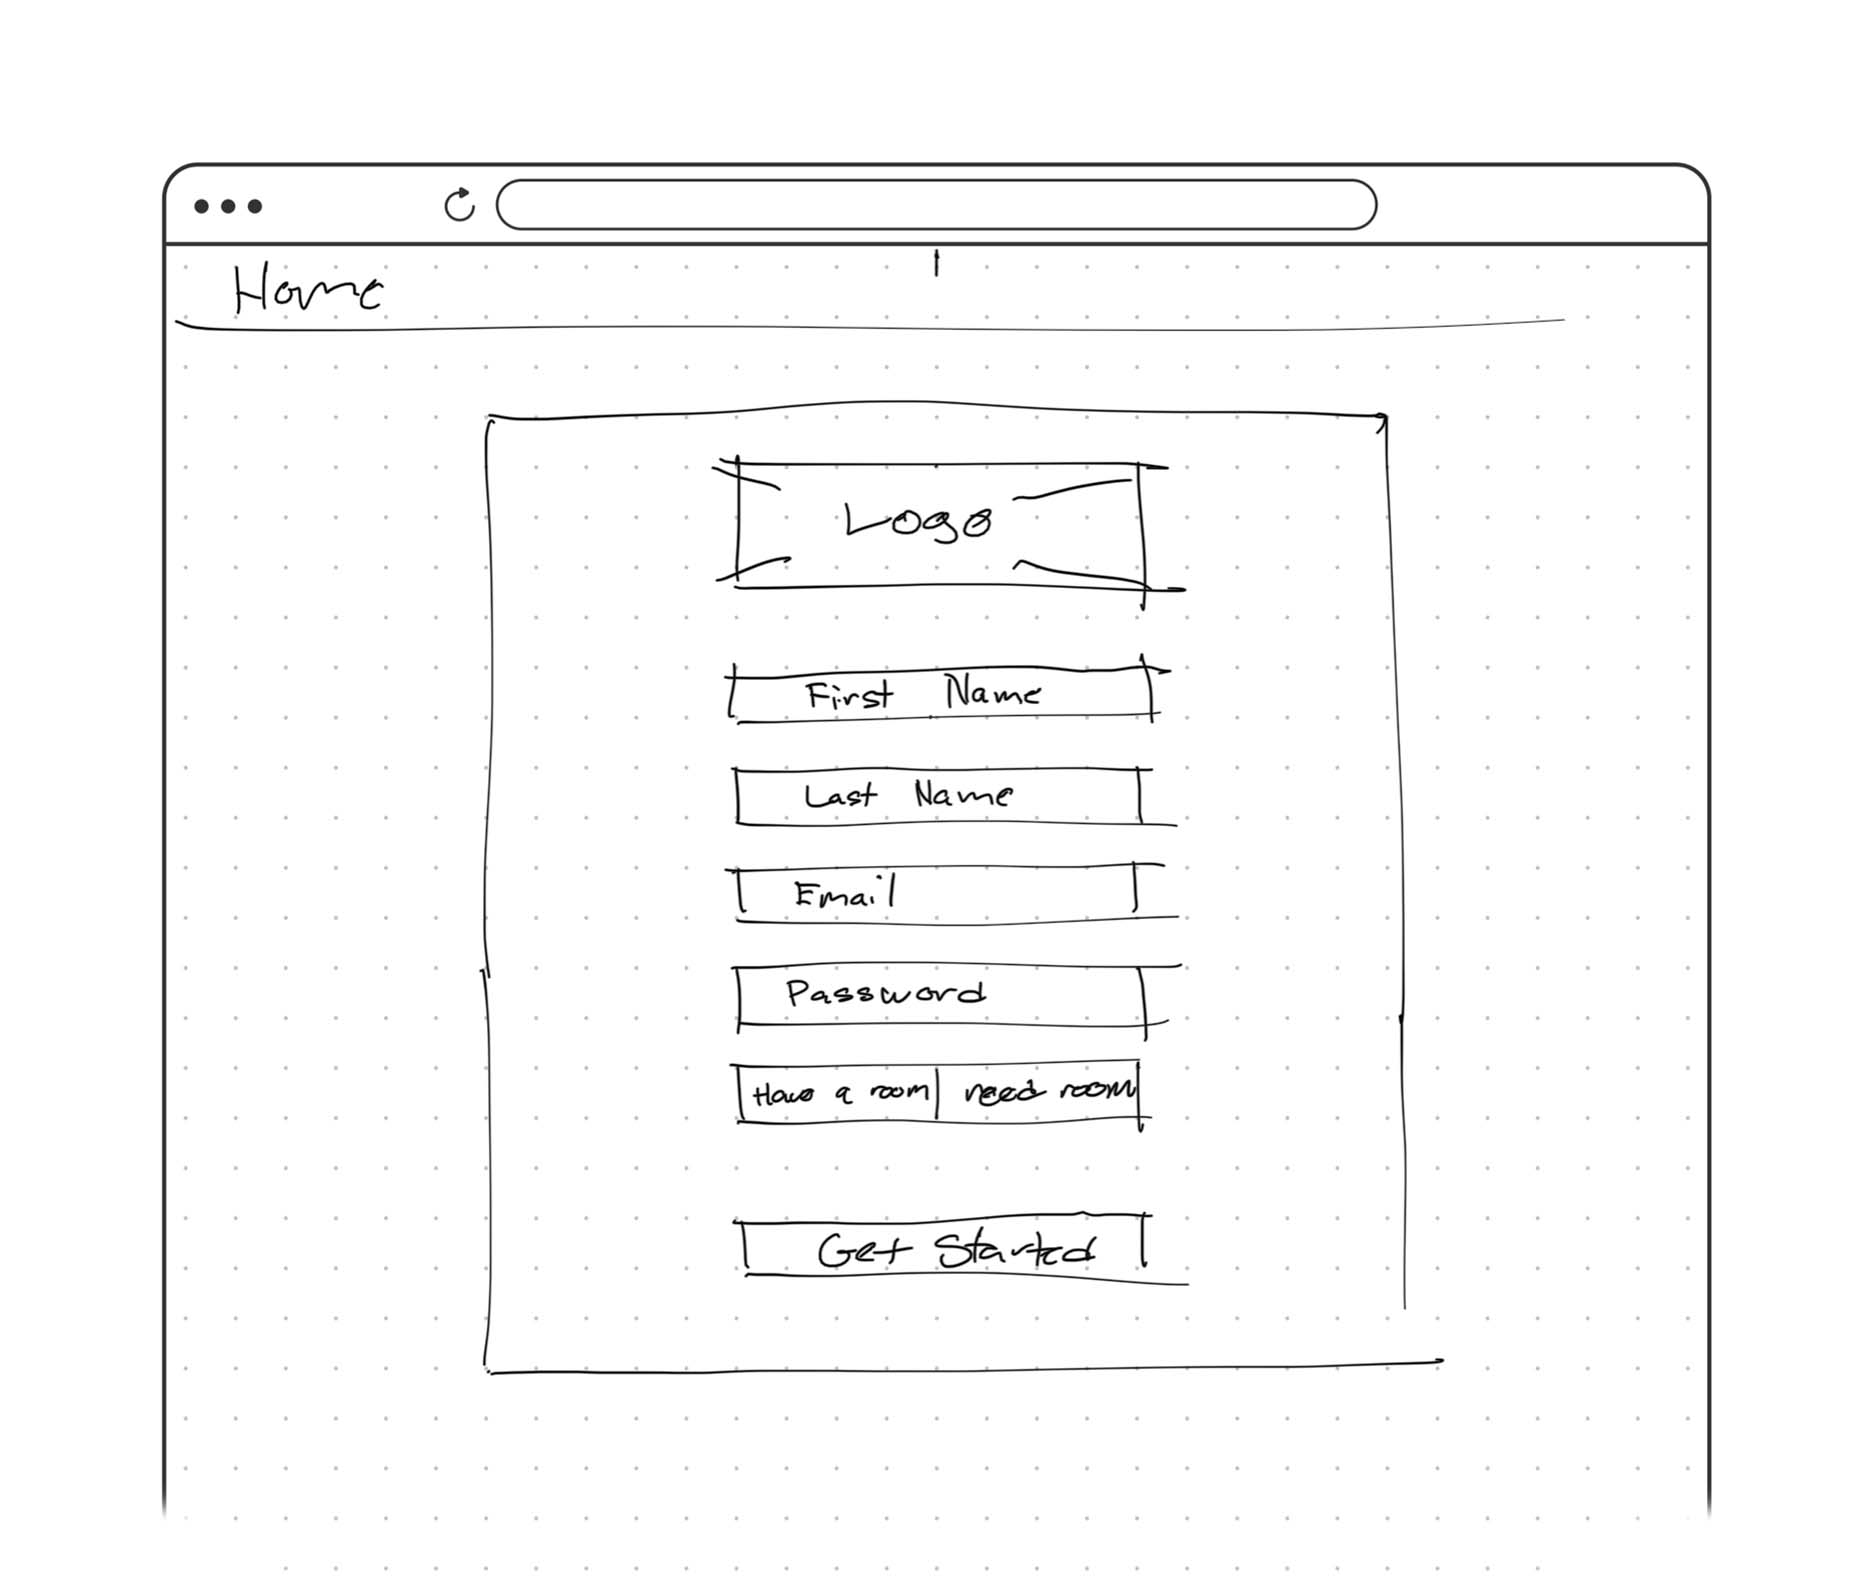 Home
Logo
First Name
Last Name
Email
Password
Have a room need room
Get Started